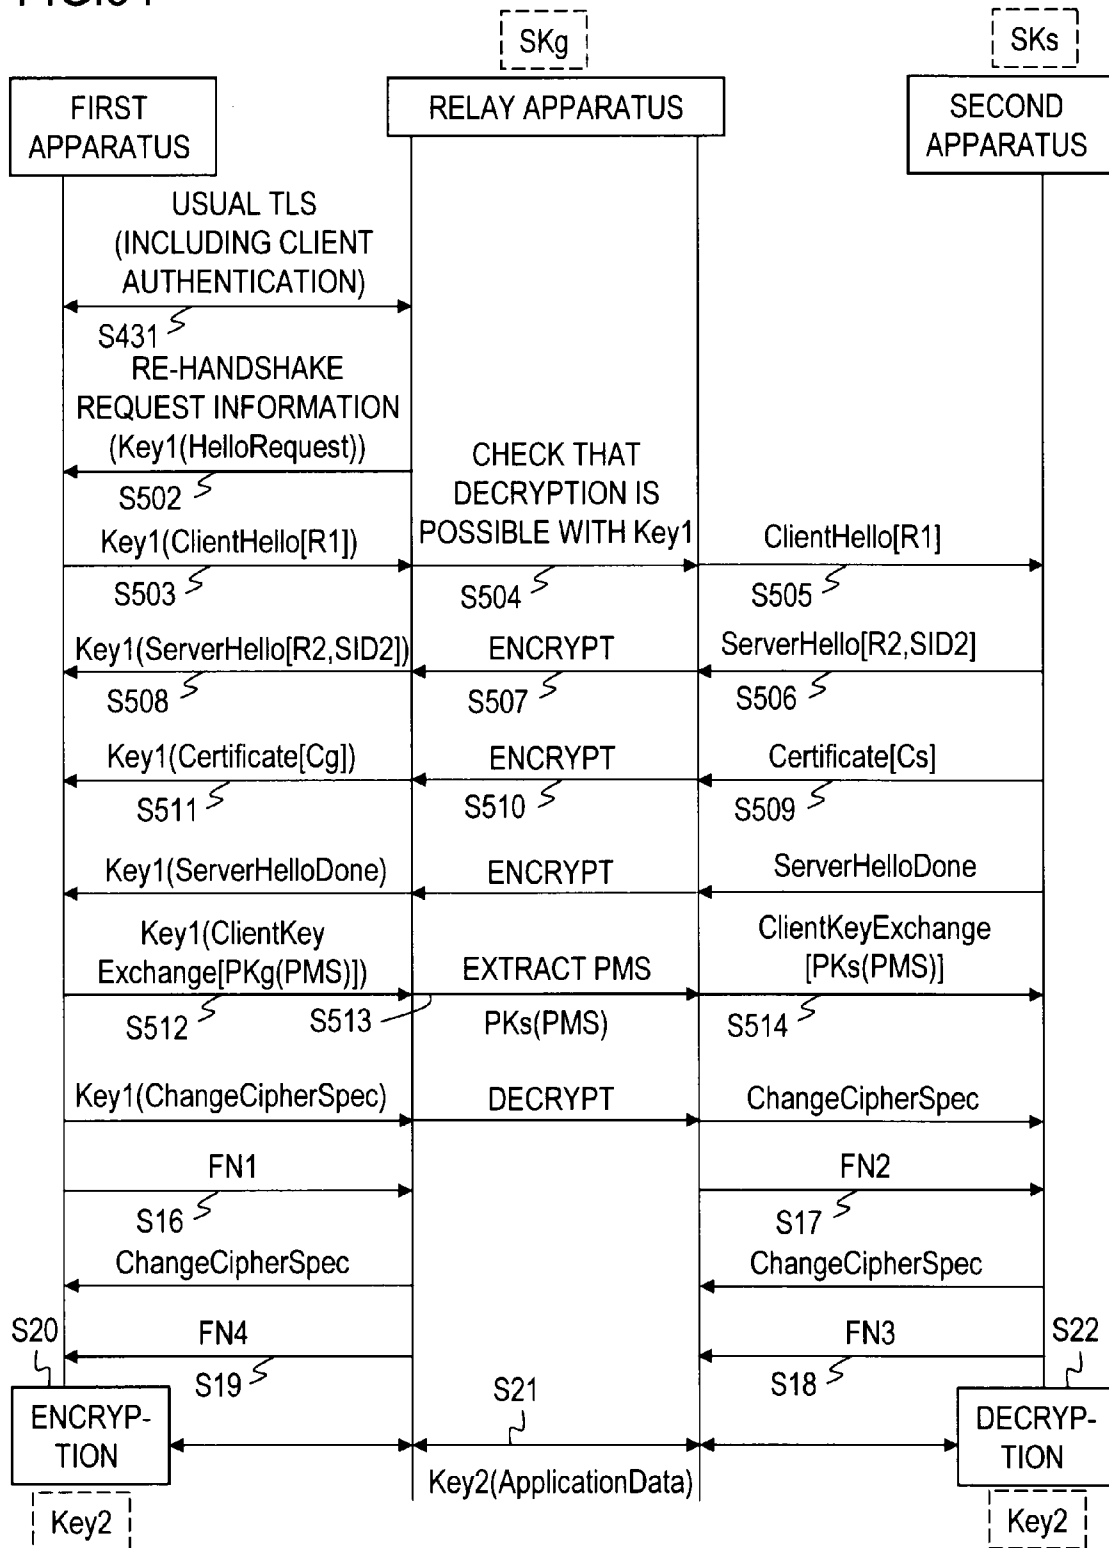 SKg
SKs
FIRST
APPARATUS
RELAY APPARATUS
SECOND
APPARATUS
USUAL TLS
(INCLUDING CLIENT
AUTHENTICATION)
S431
RE-HANDSHAKE
REQUEST INFORMATION
(Key1(HelloRequest))
S502
CHECK THAT
DECRYPTION IS
POSSIBLE WITH Key1
Key1(ClientHello[R1])
ClientHello[R1]
S503
S504
S505
Key1(ServerHello[R2,SID2])
ENCRYPT
ServerHello[R2,SID2]
S508
S507
S506
Key1(Certificate[Cg])
ENCRYPT
Certificate[Cs]
S511
S510
S509
Key1(ServerHelloDone)
ENCRYPT
ServerHelloDone
Key1(ClientKey
Exchange[PKg(PMS)])
EXTRACT PMS
ClientKeyExchange
[PKs(PMS)]
S512
S513
PKs(PMS)
S514
Key1(ChangeCipherSpec)
DECRYPT
ChangeCipherSpec
FN1
FN2
S16
S17
ChangeCipherSpec
ChangeCipherSpec
S20
FN4
FN3
S22
S19
S21
S18
ENCRYP-
TION
DECRYP-
TION
Key2(ApplicationData)
Key2
Key2